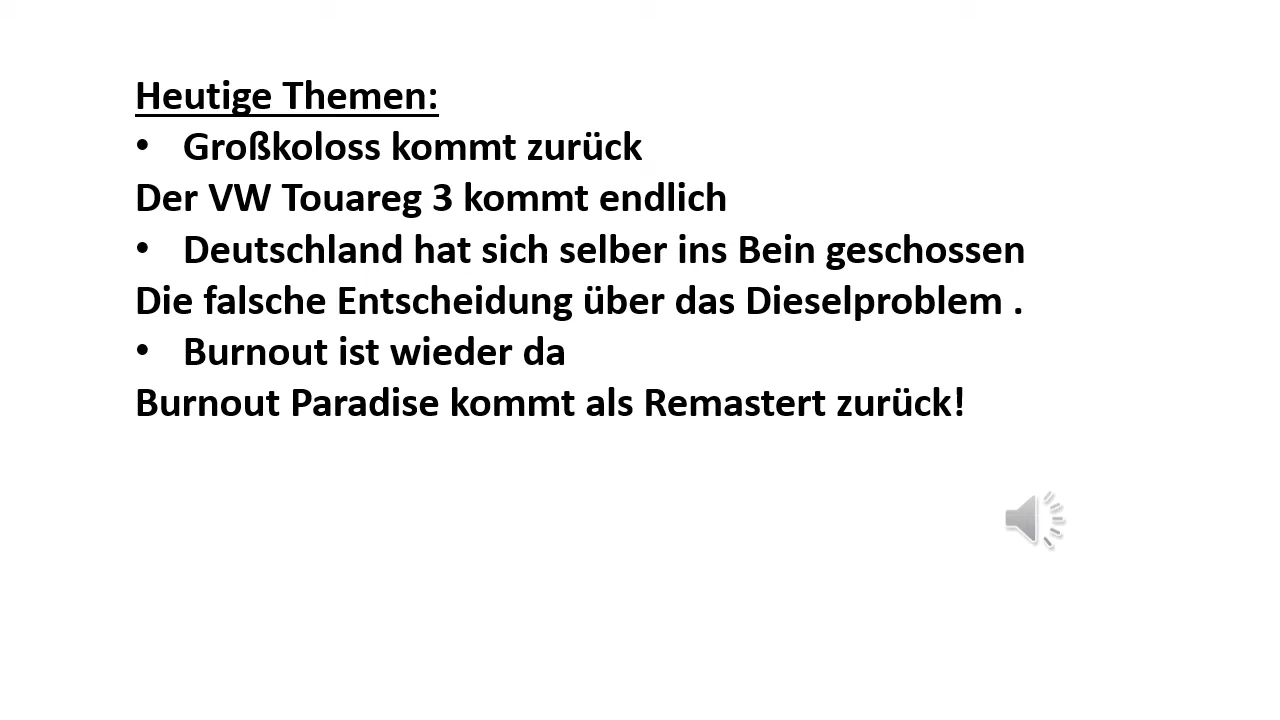 Heutige Themen:
• Großkoloss kommt zurück
Der VW Touareg 3 kommt endlich
• Deutschland hat sich selber ins Bein geschossen
Die falsche Entscheidung über das Dieselproblem .
• Burnout ist wieder da
Burnout Paradise kommt als Remastert zurück!